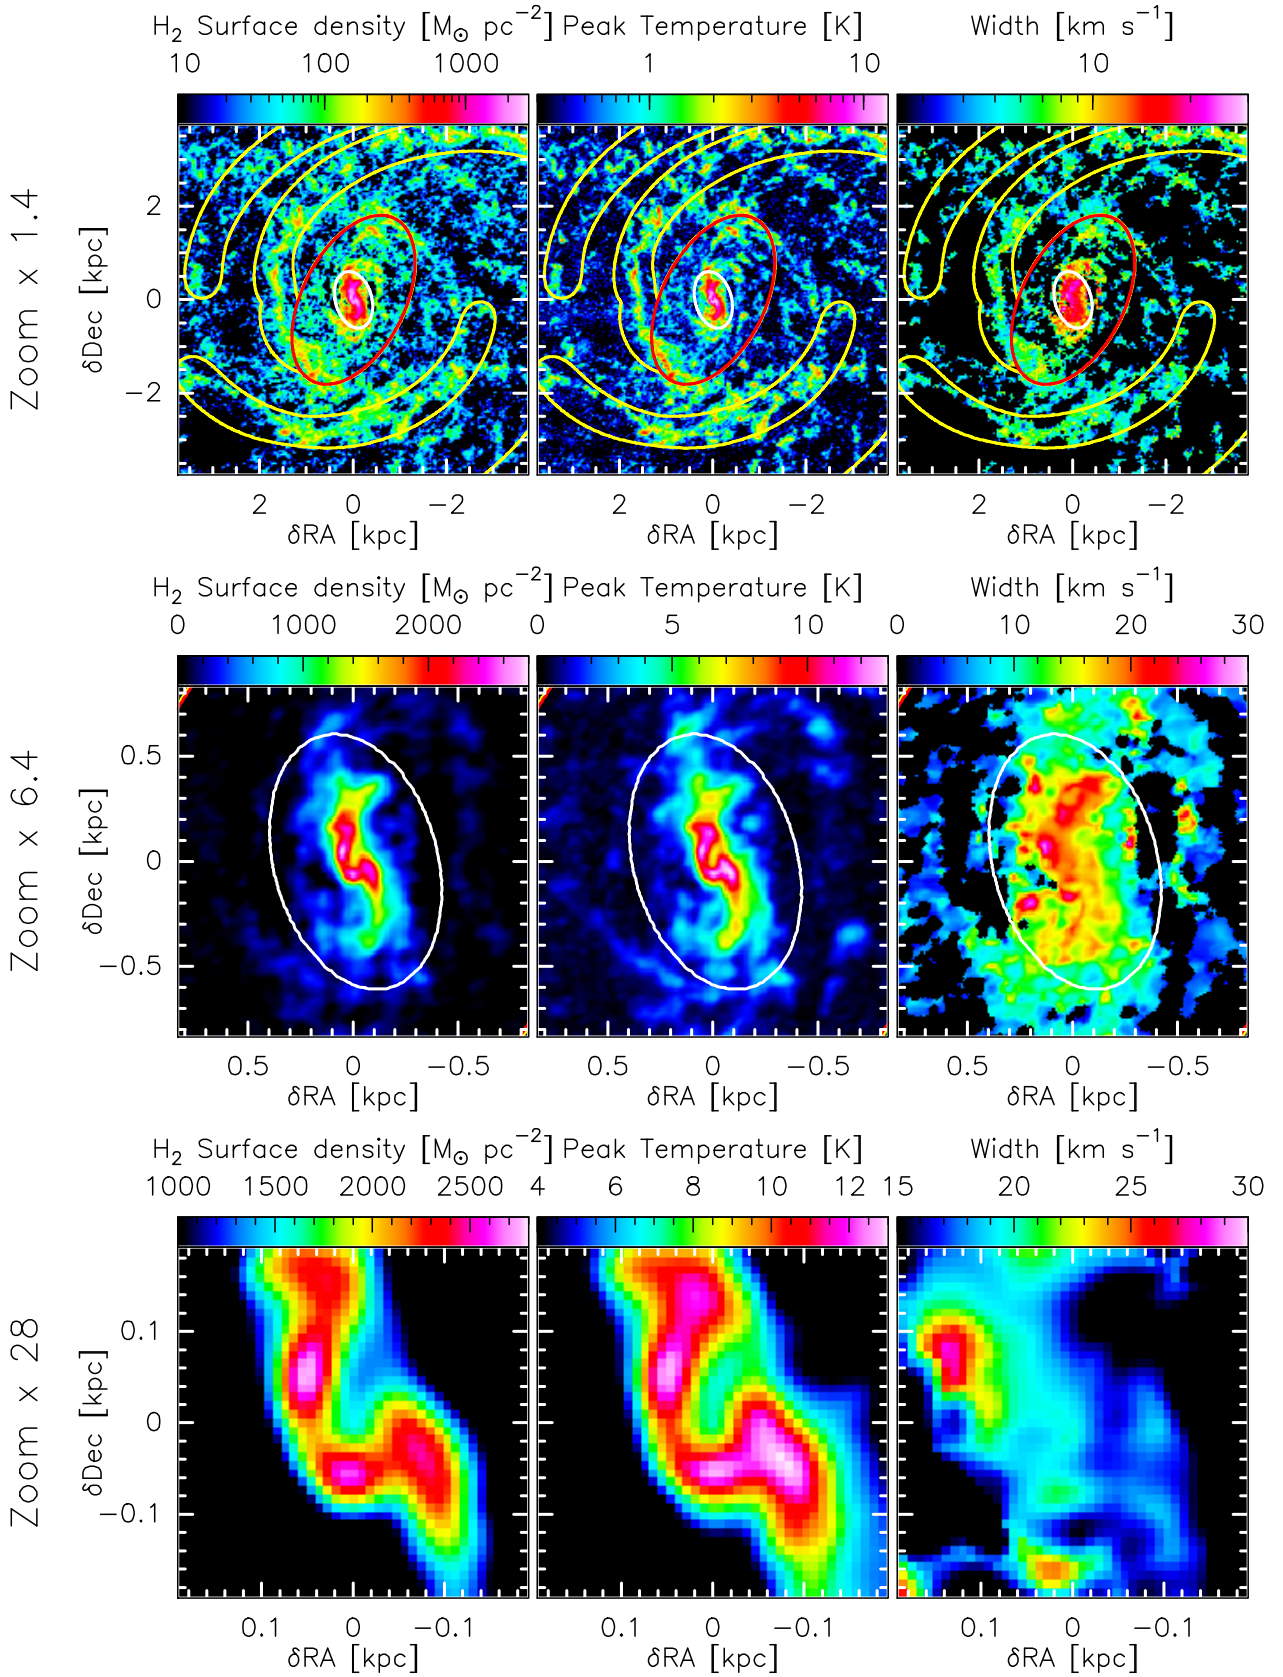 H₂ Surface density [M⊙ pc⁻²] Peak Temperature [K] Width [km s⁻¹]
10 100 1000 1 10 10
Zoom x 1.4
δDec [kpc]
2
0
−2
2 0 −2 2 0 −2 2 0 −2
δRA [kpc] δRA [kpc] δRA [kpc]
H₂ Surface density [M⊙ pc⁻²] Peak Temperature [K] Width [km s⁻¹]
0 1000 2000 0 5 10 0 10 20 30
Zoom x 6.4
δDec [kpc]
0.5
0
−0.5
0.5 0 −0.5 0.5 0 −0.5 0.5 0 −0.5
δRA [kpc] δRA [kpc] δRA [kpc]
H₂ Surface density [M⊙ pc⁻²] Peak Temperature [K] Width [km s⁻¹]
1000 1500 2000 2500 4 6 8 10 12 15 20 25 30
Zoom x 28
δDec [kpc]
0.1
0
−0.1
0.1 0 −0.1 0.1 0 −0.1 0.1 0 −0.1
δRA [kpc] δRA [kpc] δRA [kpc]